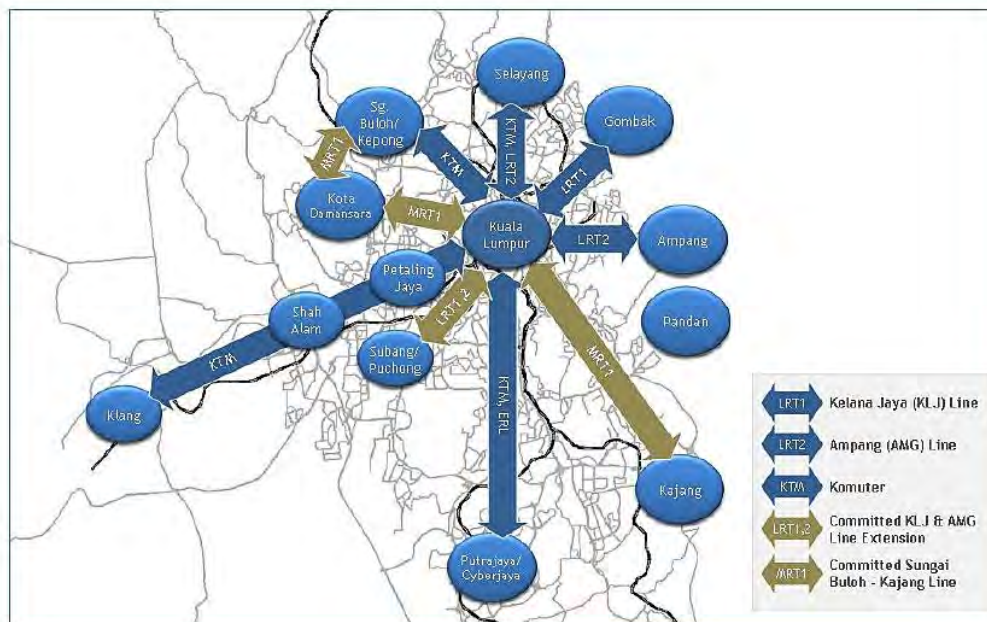 Selayang
Sg.
Buloh/
Kepong
Gombak
KTM, LRT2
KTM
LRT1
MRT1
Kota
Damansara
MRT1
Kuala
Lumpur
LRT2
Ampang
Petaling
Jaya
LRT1,2
Shah
Alam
Pandan
Subang/
Puchong
MRT1
KTM
KTM, ERL
Klang
Kajang
Putrajaya/
Cyberjaya
LRT1 Kelana Jaya (KLJ) Line
LRT2 Ampang (AMG) Line
KTM Komuter
LRT1,2 Committed KLJ & AMG
Line Extension
MRT1 Committed Sungai
Buloh - Kajang Line